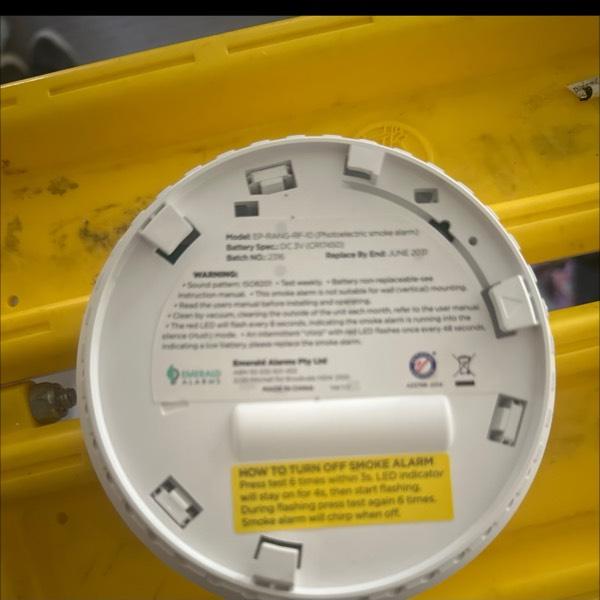 Model: EP-RANG-RF-ID (Photoelectric smoke alarm)
Battery Spec.: DC 3V (CR17450)
Batch NO.: 2116 Replace By End: JUNE 2031
WARNING:
• Sound pattern: ISO8201 • Test weekly. • Battery non-replaceable-see
instruction manual. • This smoke alarm is not suitable for wall (vertical) mounting.
• Read the users manual before installing and operating.
• Clean by vacuum, cleaning the outside of the unit each month, refer to the user manual.
• The red LED will flash every 8 seconds, indicating the smoke alarm is running into the
silence (Hush) mode. • An intermittent "chirp" with red LED flashes once every 48 seconds,
indicating a low battery, please replace the smoke alarm.
EMERALD
ALARMS
Emerald Alarms Pty Ltd
MADE IN CHINA
HOW TO TURN OFF SMOKE ALARM
Press test 6 times within 3s. LED indicator
will stay on for 4s, then start flashing.
During flashing press test again 6 times.
Smoke alarm will chirp when off.